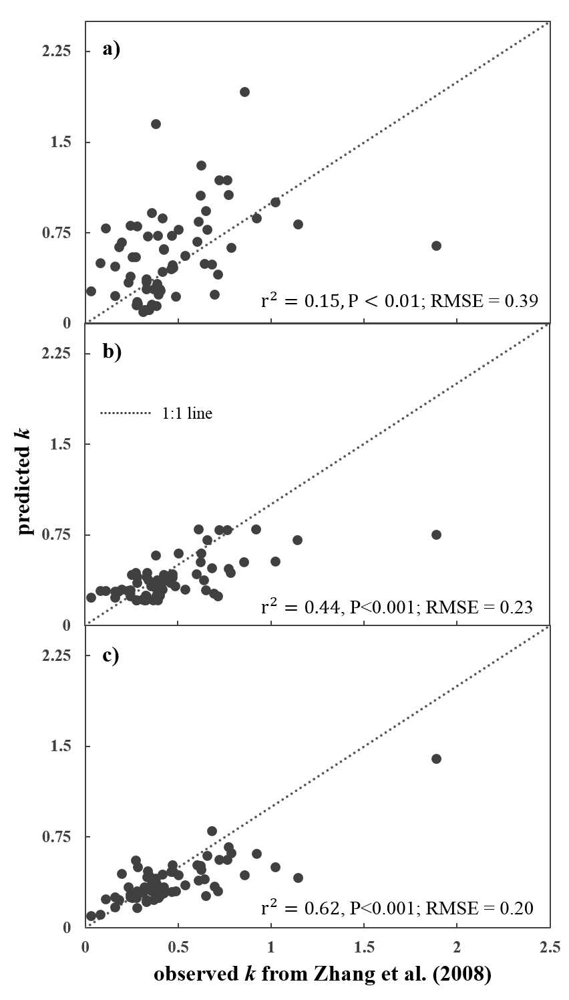 a)
2.25
1.5
0.75
0
r² = 0.15, P < 0.01; RMSE = 0.39
b)
2.25
1:1 line
1.5
predicted k
0.75
0
r² = 0.44, P<0.001; RMSE = 0.23
c)
2.25
1.5
0.75
0
r² = 0.62, P<0.001; RMSE = 0.20
0 0.5 1 1.5 2 2.5
observed k from Zhang et al. (2008)